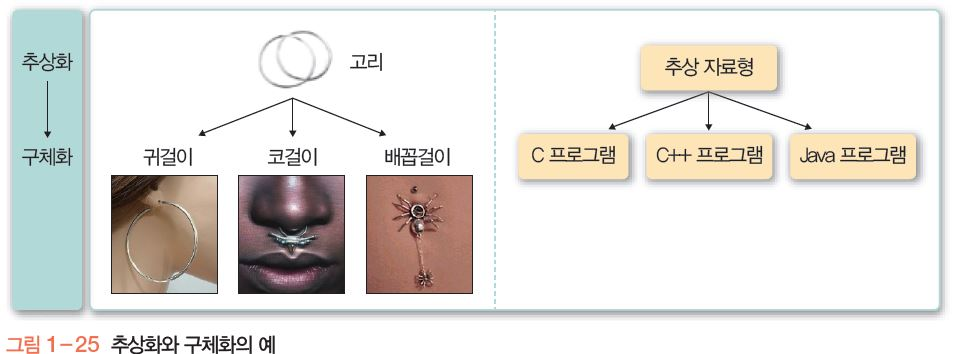 추상화
구체화
고리
귀걸이
코걸이
배꼽걸이
추상 자료형
C 프로그램
C++ 프로그램
Java 프로그램
그림 1-25 추상화와 구체화의 예